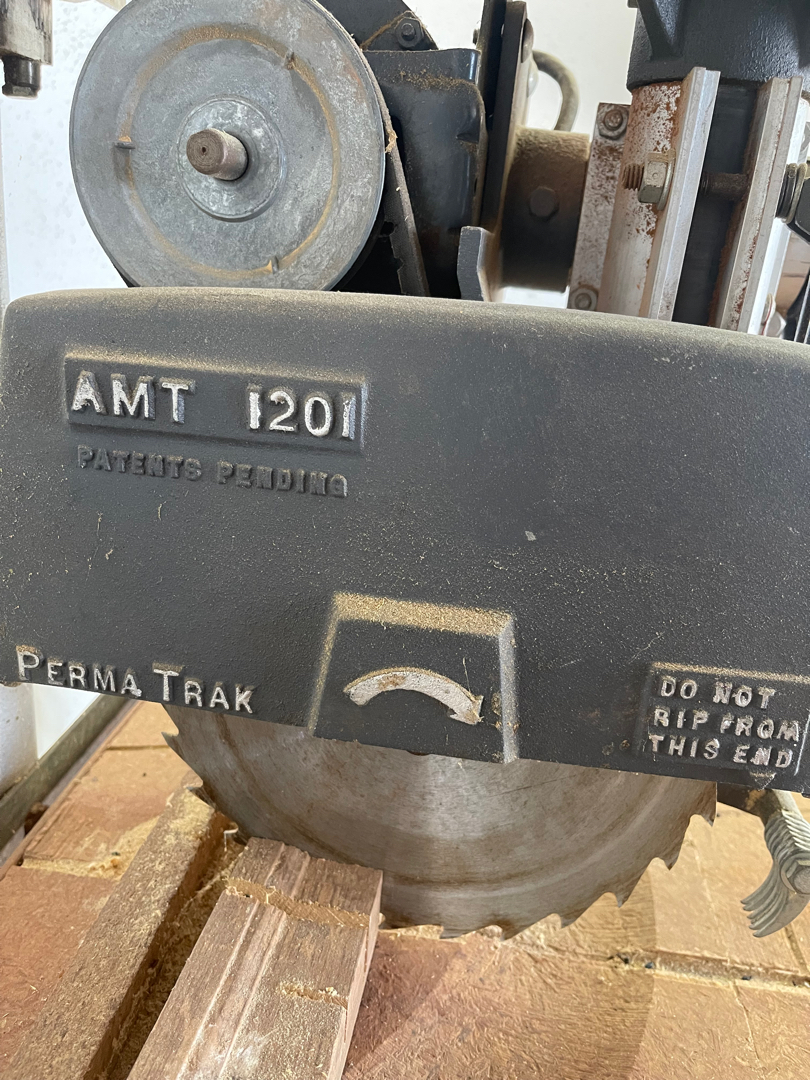 AMT 1201
PATENTS PENDING
PERMA TRAK
DO NOT
RIP FROM
THIS END